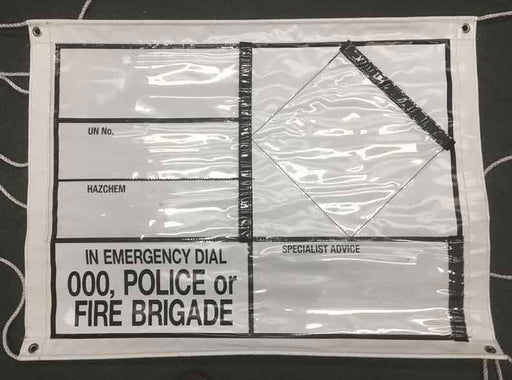 UN No.
HAZCHEM
IN EMERGENCY DIAL
000, POLICE or
FIRE BRIGADE
SPECIALIST ADVICE